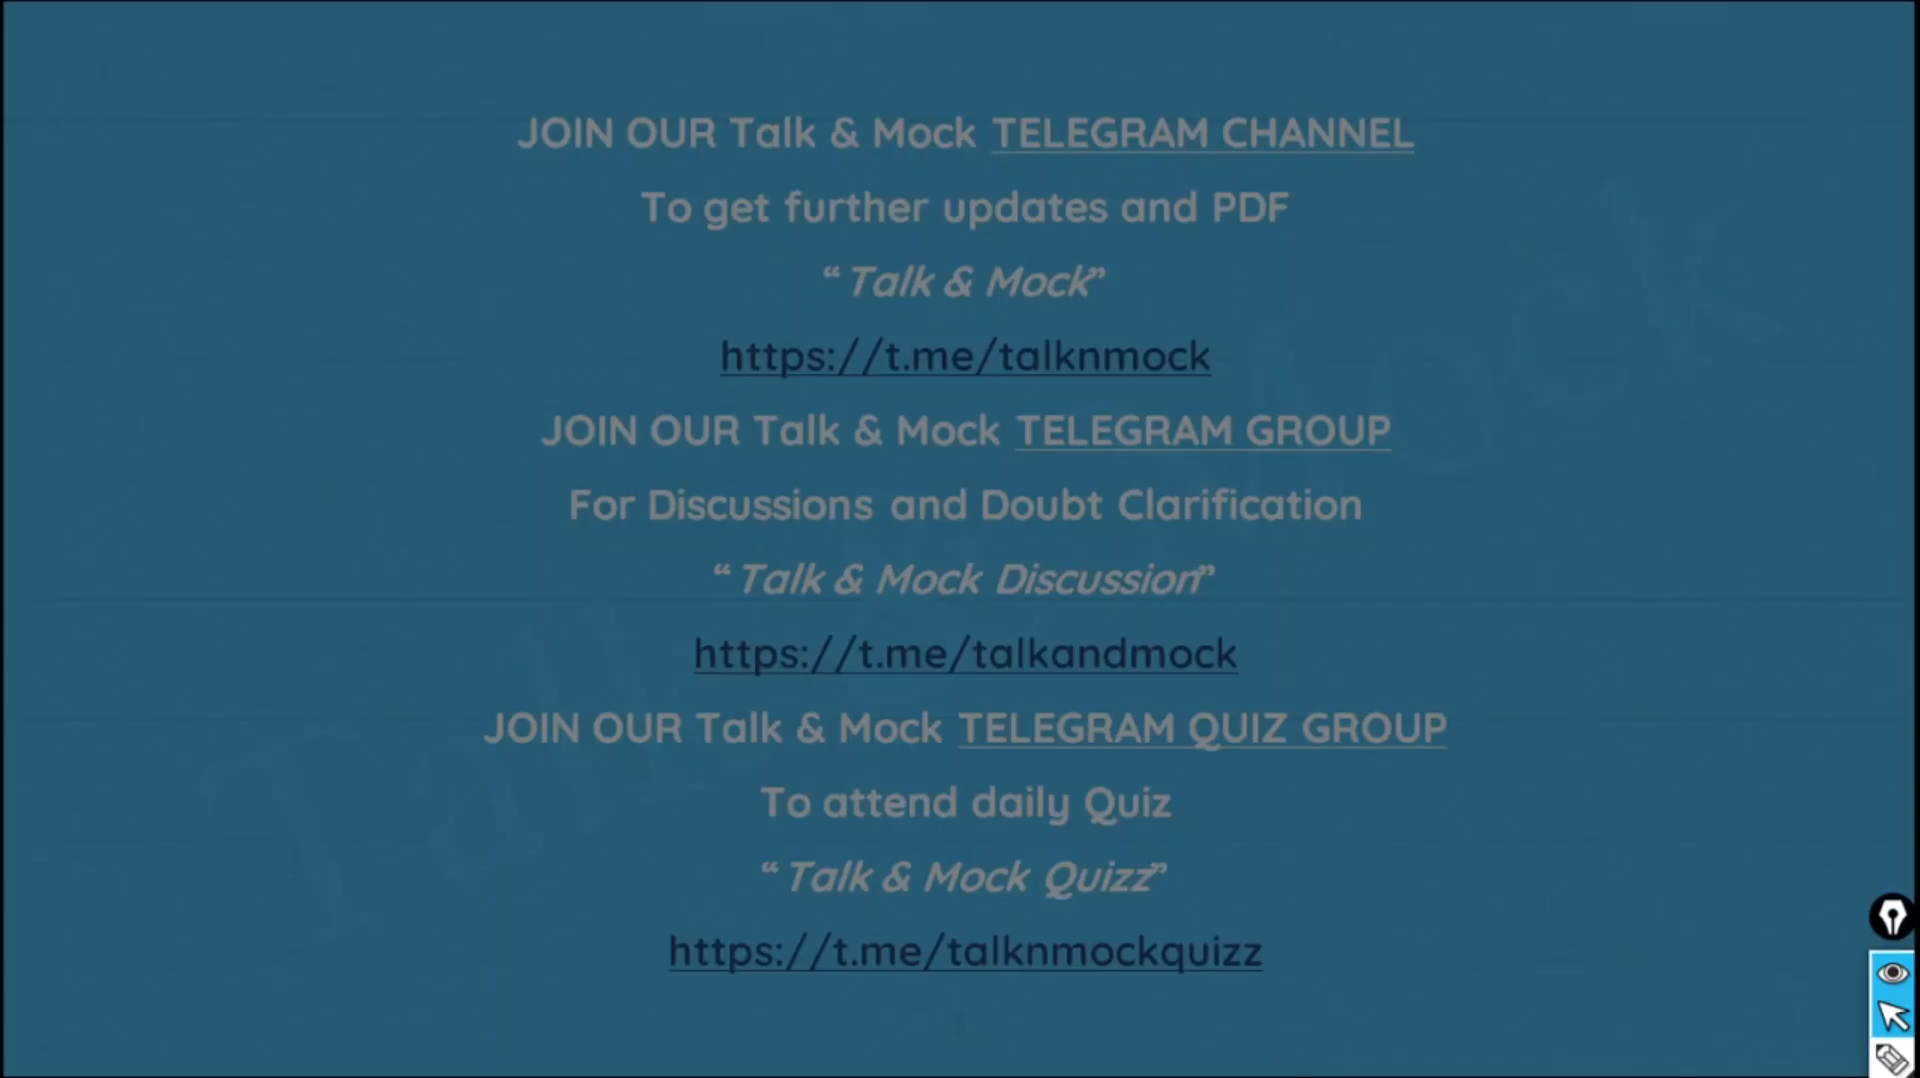 JOIN OUR Talk & Mock TELEGRAM CHANNEL
To get further updates and PDF
“ Talk & Mock”
https://t.me/talknmock
JOIN OUR Talk & Mock TELEGRAM GROUP
For Discussions and Doubt Clarification
“ Talk & Mock Discussion”
https://t.me/talkandmock
JOIN OUR Talk & Mock TELEGRAM QUIZ GROUP
To attend daily Quiz
“ Talk & Mock Quizz”
https://t.me/talknmockquizz
Talk & Mock